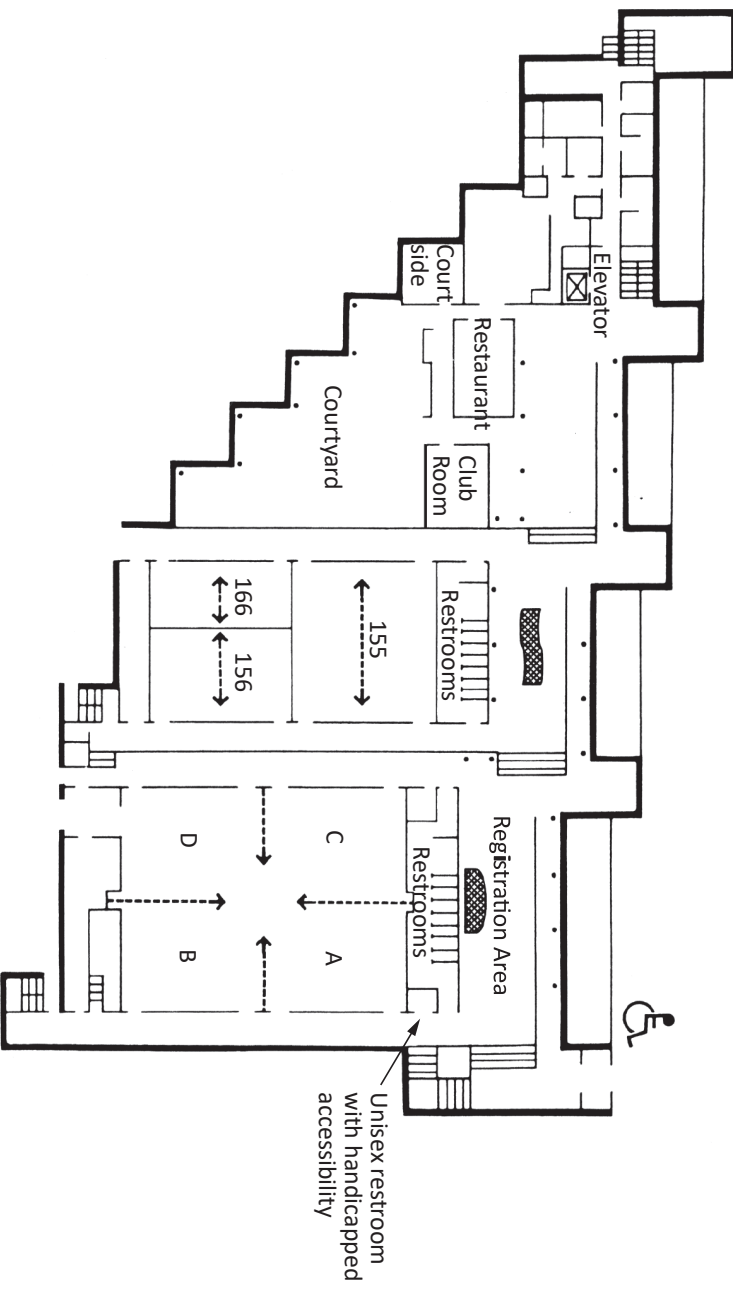 Elevator
Court
side
Restaurant
Courtyard
Club
Room
166
156
155
Restrooms
Registration Area
Restrooms
D
C
B
A
Unisex restroom
with handicapped
accessibility